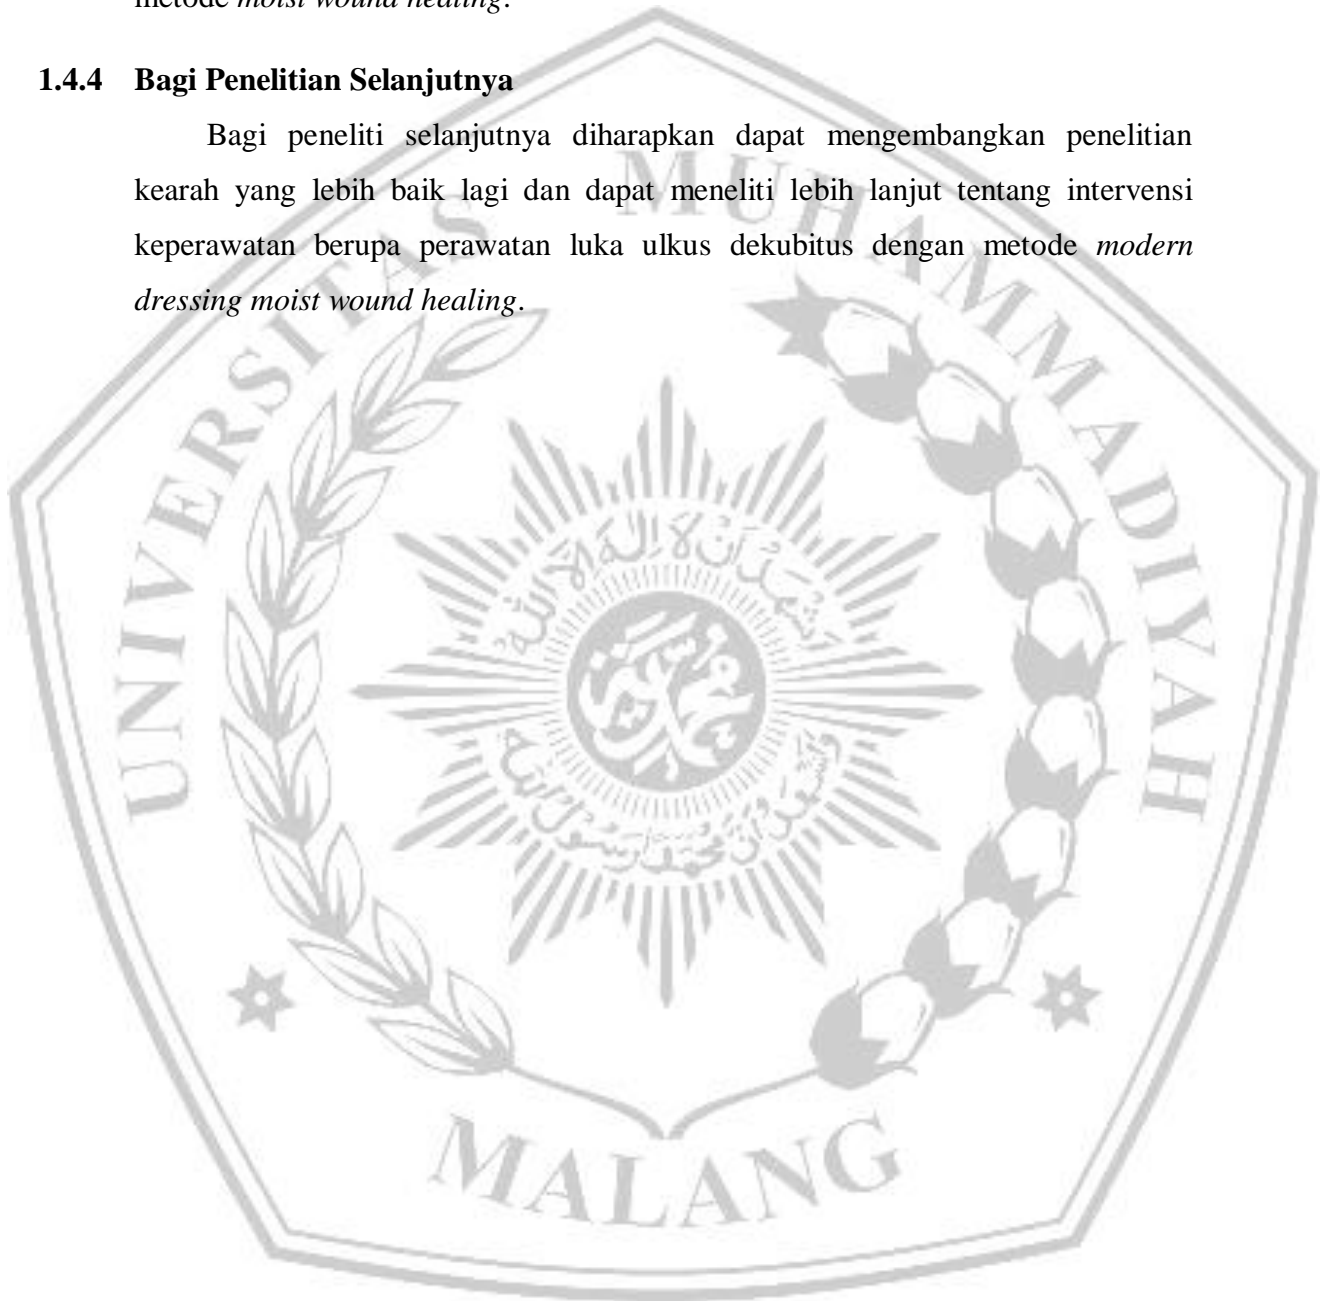 metode moist wound healing.
1.4.4 Bagi Penelitian Selanjutnya
Bagi peneliti selanjutnya diharapkan dapat mengembangkan penelitian
kearah yang lebih baik lagi dan dapat meneliti lebih lanjut tentang intervensi
keperawatan berupa perawatan luka ulkus dekubitus dengan metode modern
dressing moist wound healing.
UNIVERSITAS MUHAMMADIYAH
MALANG